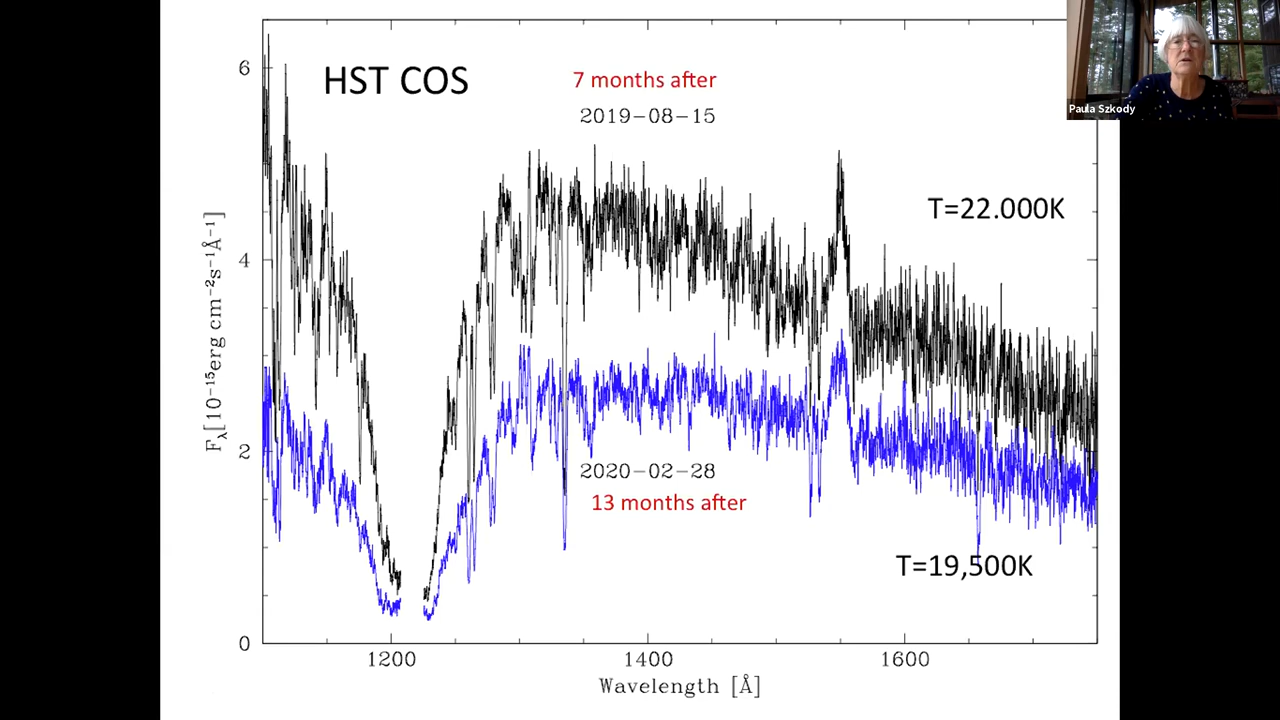 HST COS
7 months after
2019-08-15
Paula Szkody
T=22.000K
6
4
2
0
F λ [10⁻¹⁵erg cm⁻²s⁻¹Å⁻¹]
2020-02-28
13 months after
T=19,500K
1200
1400
1600
Wavelength [Å]